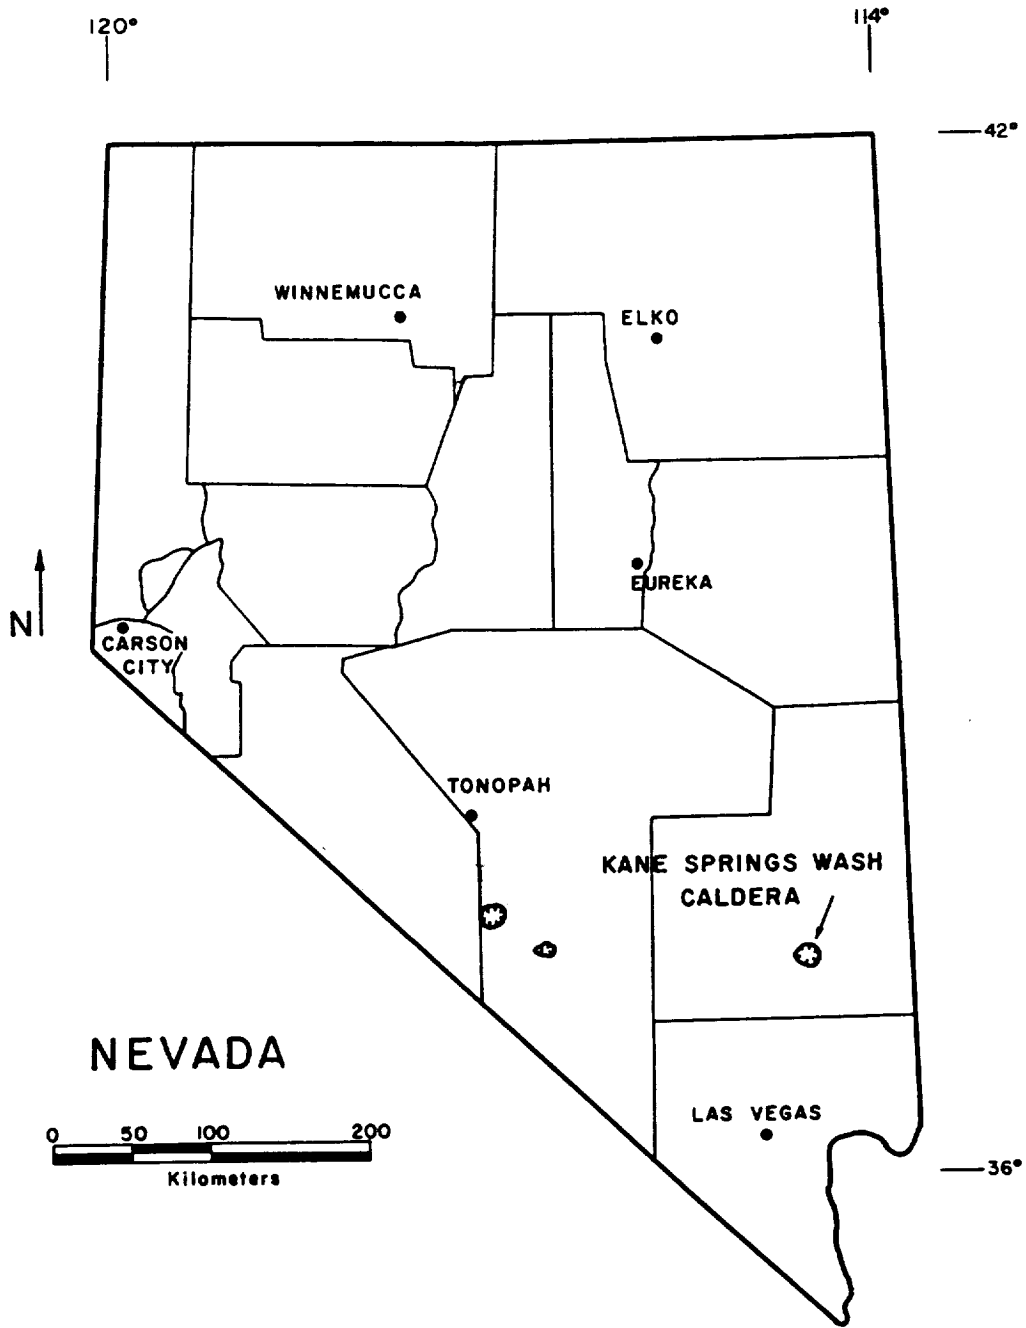 120°
114°
42°
WINNEMUCCA
ELKO
EUREKA
N
CARSON
CITY
TONOPAH
KANE SPRINGS WASH
CALDERA
NEVADA
LAS VEGAS
0 50 100 200
Kilometers
36°